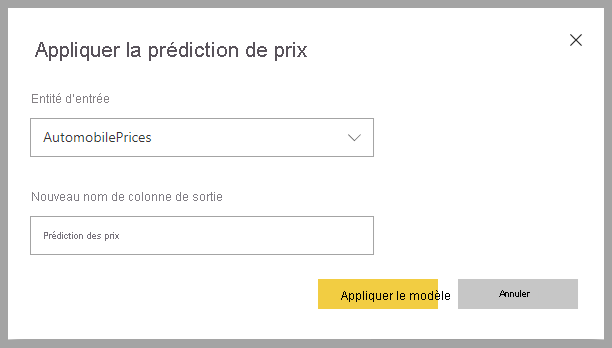 Appliquer la prédiction de prix
Entité d'entrée
AutomobilePrices
Nouveau nom de colonne de sortie
Prédiction des prix
Appliquer le modèle
Annuler